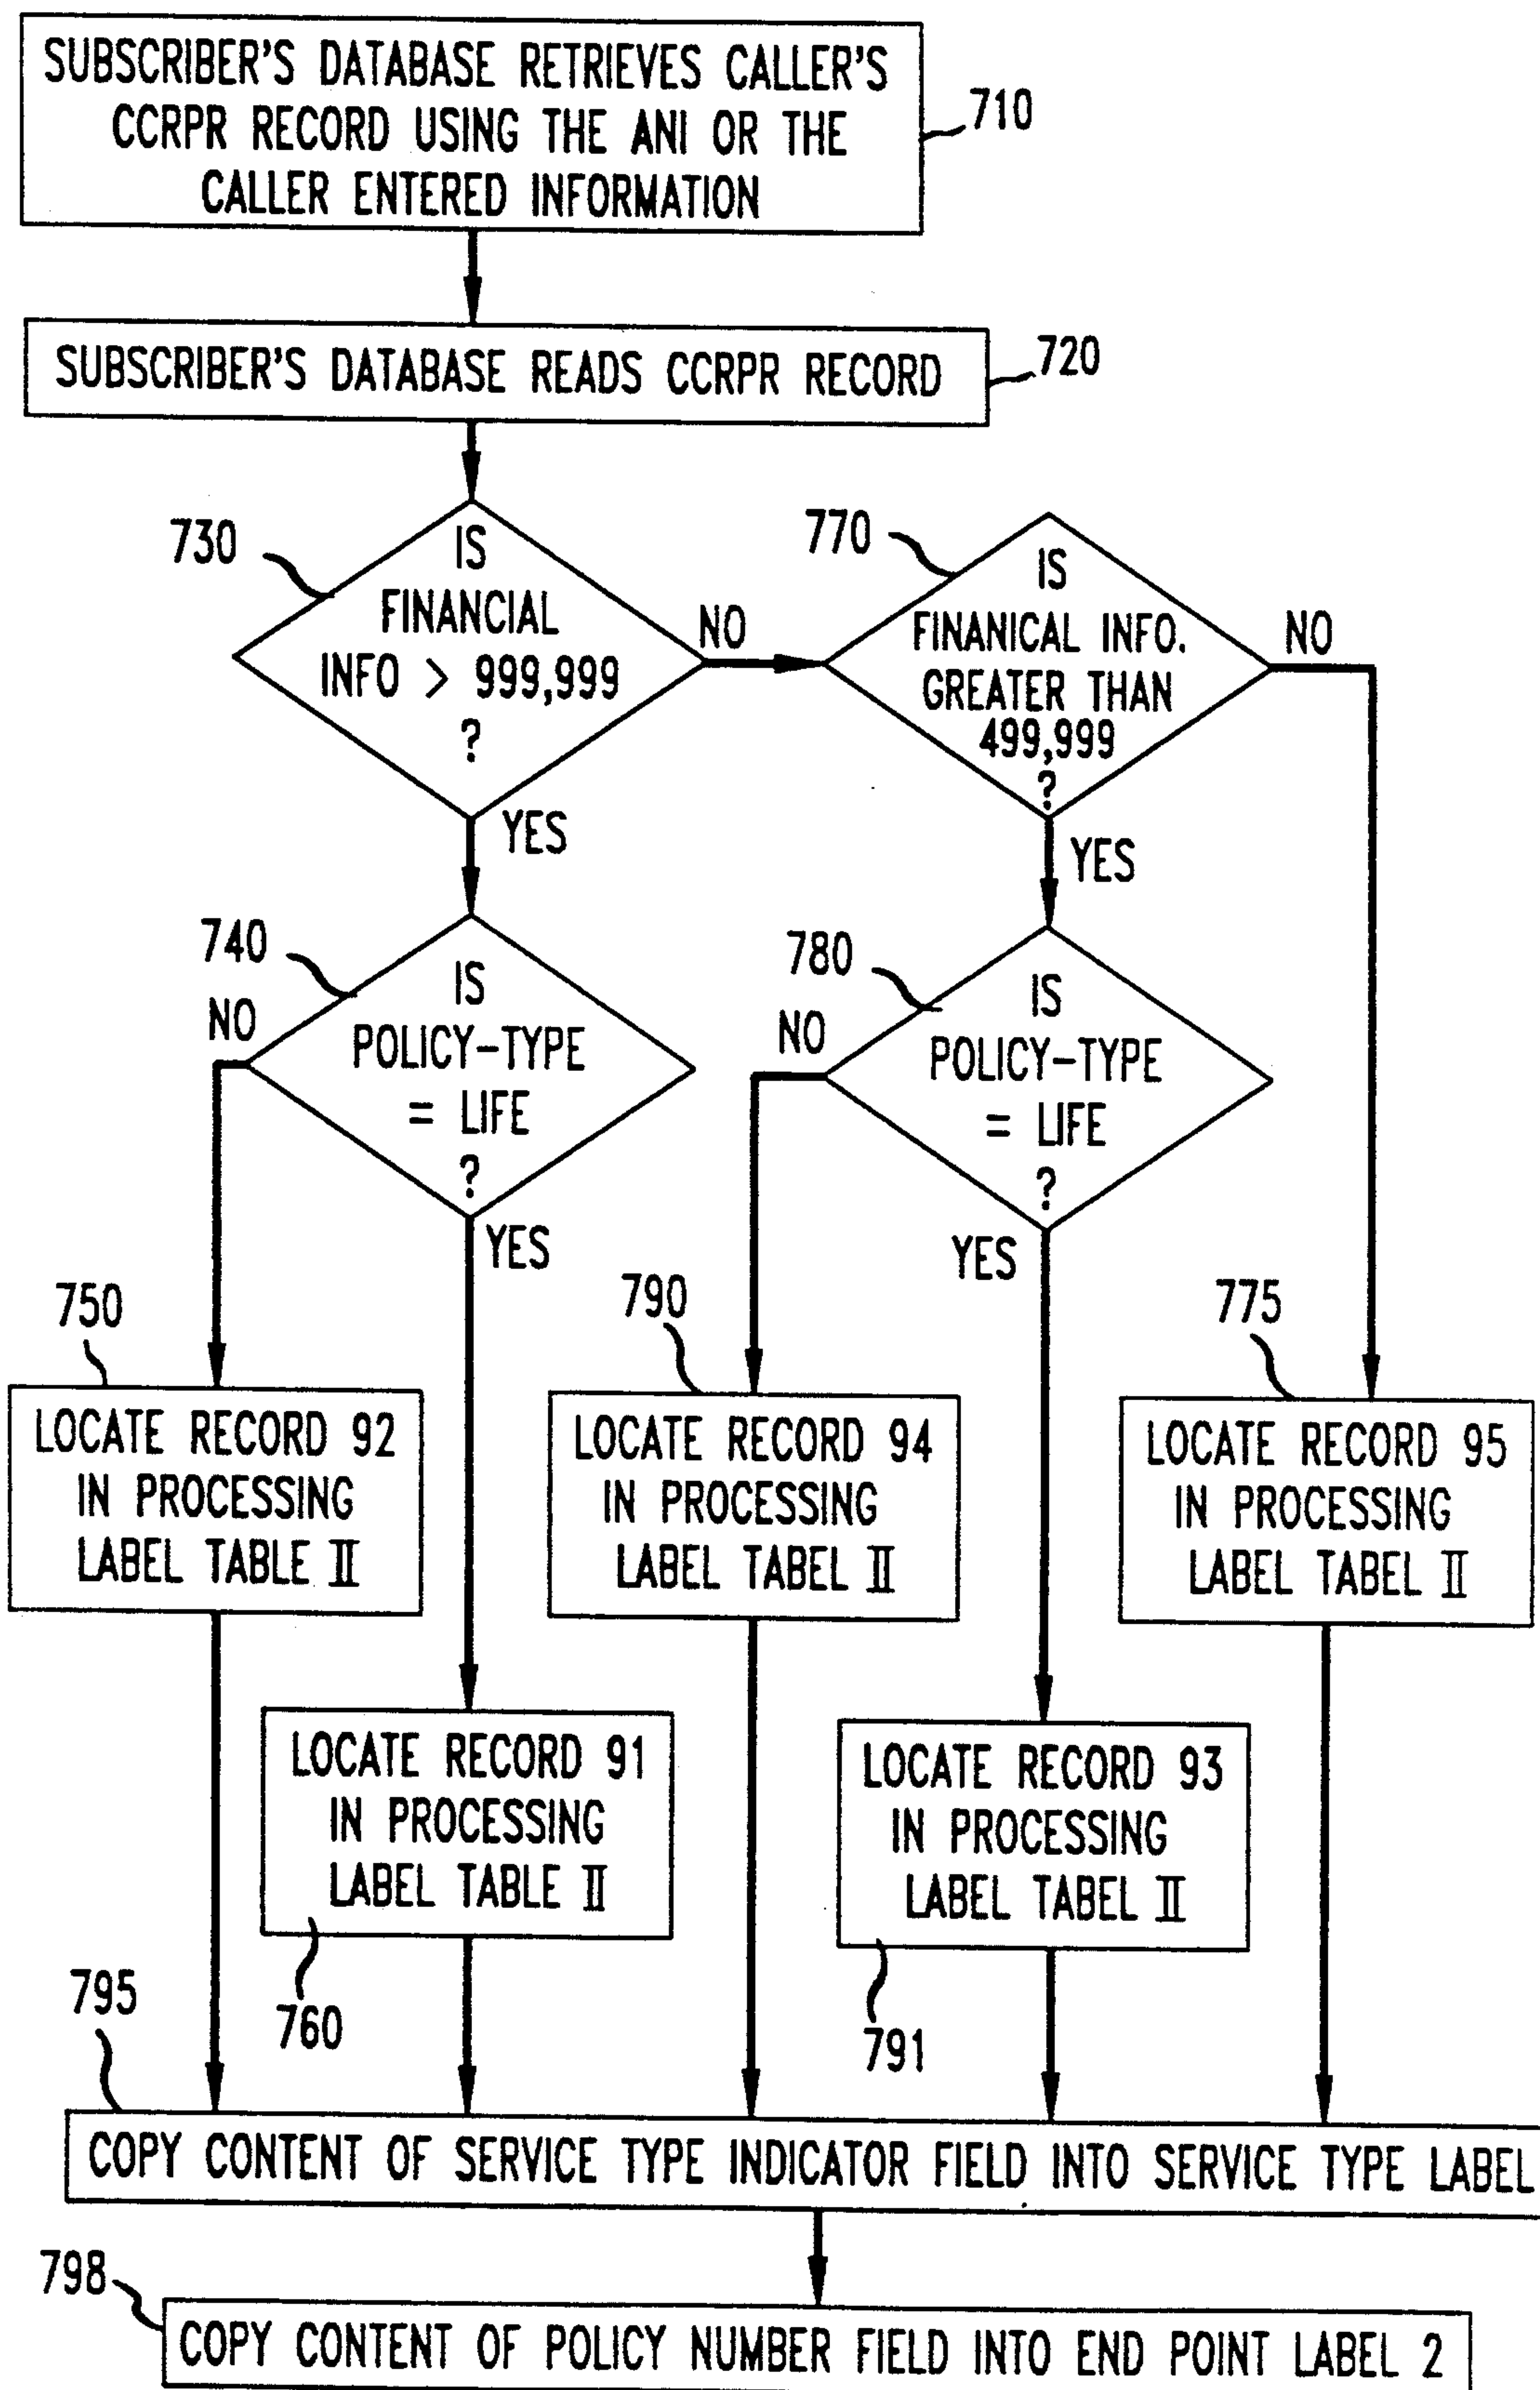 SUBSCRIBER'S DATABASE RETRIEVES CALLER'S
CCRPR RECORD USING THE ANI OR THE
CALLER ENTERED INFORMATION
710
SUBSCRIBER'S DATABASE READS CCRPR RECORD
720
730
IS
FINANCIAL
INFO > 999,999
?
NO
YES
770
IS
FINANICAL INFO.
GREATER THAN
499,999
?
NO
YES
740
NO
IS
POLICY-TYPE
= LIFE
?
YES
780
NO
IS
POLICY-TYPE
= LIFE
?
YES
750
LOCATE RECORD 92
IN PROCESSING
LABEL TABLE II
790
LOCATE RECORD 94
IN PROCESSING
LABEL TABEL II
775
LOCATE RECORD 95
IN PROCESSING
LABEL TABEL II
LOCATE RECORD 91
IN PROCESSING
LABEL TABLE II
760
LOCATE RECORD 93
IN PROCESSING
LABEL TABEL II
791
795
COPY CONTENT OF SERVICE TYPE INDICATOR FIELD INTO SERVICE TYPE LABEL
798
COPY CONTENT OF POLICY NUMBER FIELD INTO END POINT LABEL 2